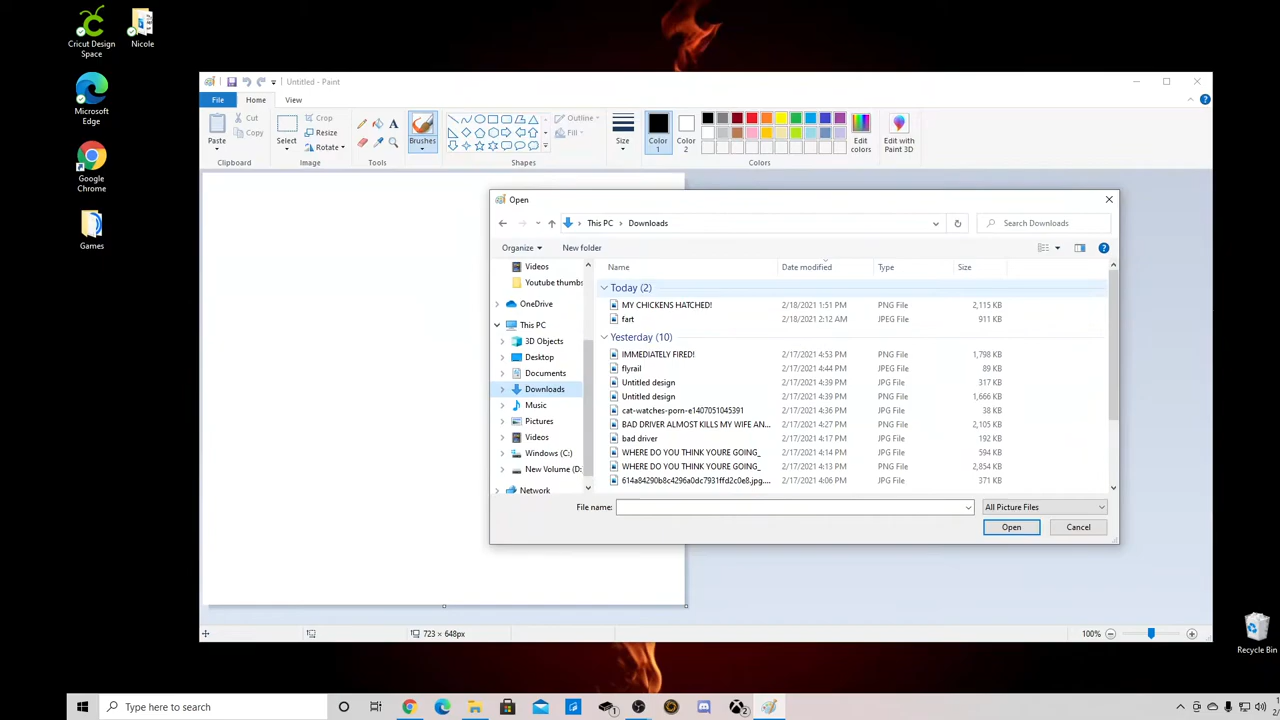 Cricut Design
Space
Nicole
Microsoft
Edge
Google
Chrome
Games
Untitled - Paint
File Home View
Paste
Cut
Copy
Clipboard
Select
Crop
Resize
Rotate
Image
A
Tools
Brushes
Outline
Fill
Shapes
Size
Color
1
Color
2
Edit
colors
Colors
Edit with
Paint 3D
Open
This PC > Downloads
Search Downloads
Organize
New folder
Videos
Youtube thumbs
OneDrive
This PC
3D Objects
Desktop
Documents
Downloads
Music
Pictures
Videos
Windows (C:)
New Volume (D:
Network
Name Date modified Type Size
Today (2)
MY CHICKENS HATCHED! 2/18/2021 1:51 PM PNG File 2,115 KB
fart 2/18/2021 2:12 AM JPEG File 911 KB
Yesterday (10)
IMMEDIATELY FIRED! 2/17/2021 4:53 PM PNG File 1,798 KB
flyrail 2/17/2021 4:44 PM JPEG File 89 KB
Untitled design 2/17/2021 4:39 PM JPG File 317 KB
Untitled design 2/17/2021 4:39 PM PNG File 1,666 KB
cat-watches-porn-e1407051045391 2/17/2021 4:36 PM JPG File 38 KB
BAD DRIVER ALMOST KILLS MY WIFE AN... 2/17/2021 4:27 PM PNG File 2,105 KB
bad driver 2/17/2021 4:17 PM JPG File 192 KB
WHERE DO YOU THINK YOURE GOING_ 2/17/2021 4:14 PM JPG File 594 KB
WHERE DO YOU THINK YOURE GOING_ 2/17/2021 4:13 PM PNG File 2,854 KB
614a84290b8c4296a0dc7931ffd2c0e8.jpg.... 2/17/2021 4:06 PM JPG File 371 KB
File name:
All Picture Files
Open
Cancel
723 × 648px
100%
Recycle Bin
Type here to search